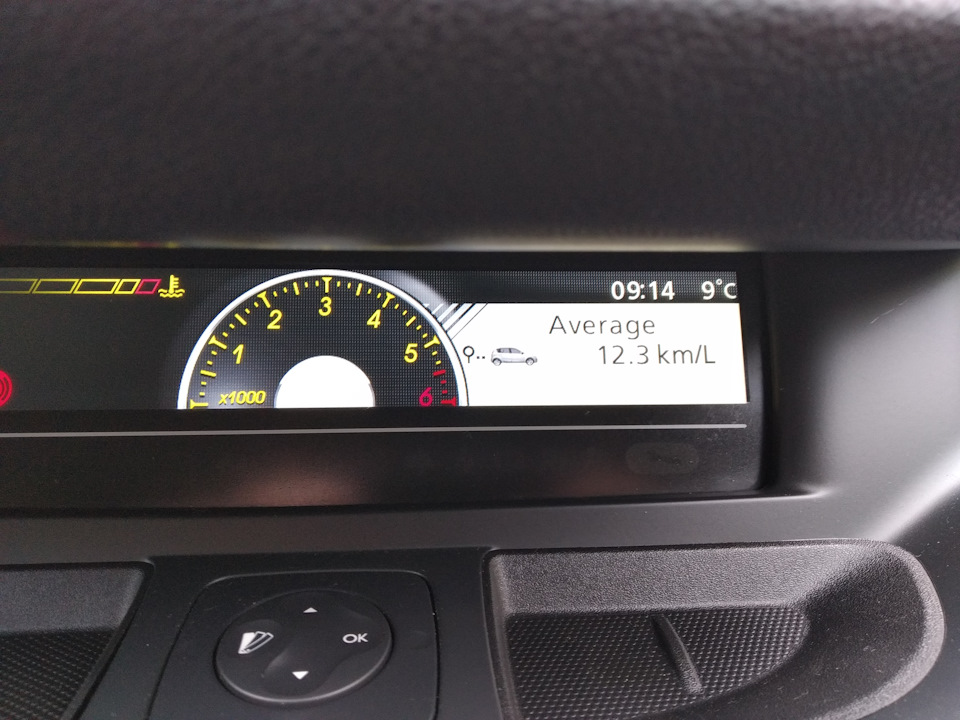 09:14 9°C
Average
12.3 km/L
1 2 3 4 5 6
x1000
OK